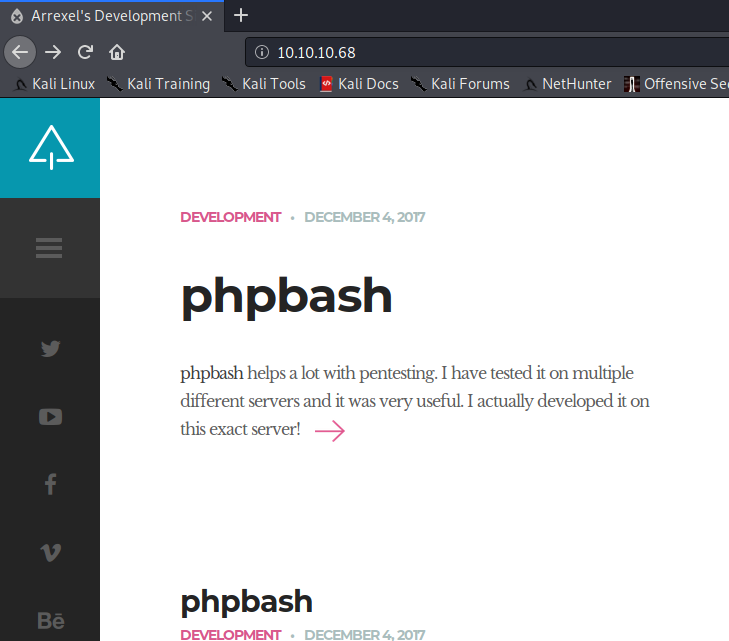 Arrexel's Development S
10.10.10.68
Kali Linux Kali Training Kali Tools Kali Docs Kali Forums NetHunter Offensive Se
DEVELOPMENT • DECEMBER 4, 2017
phpbash
phpbash helps a lot with pentesting. I have tested it on multiple
different servers and it was very useful. I actually developed it on
this exact server!
Bē
phpbash
DEVELOPMENT • DECEMBER 4, 2017